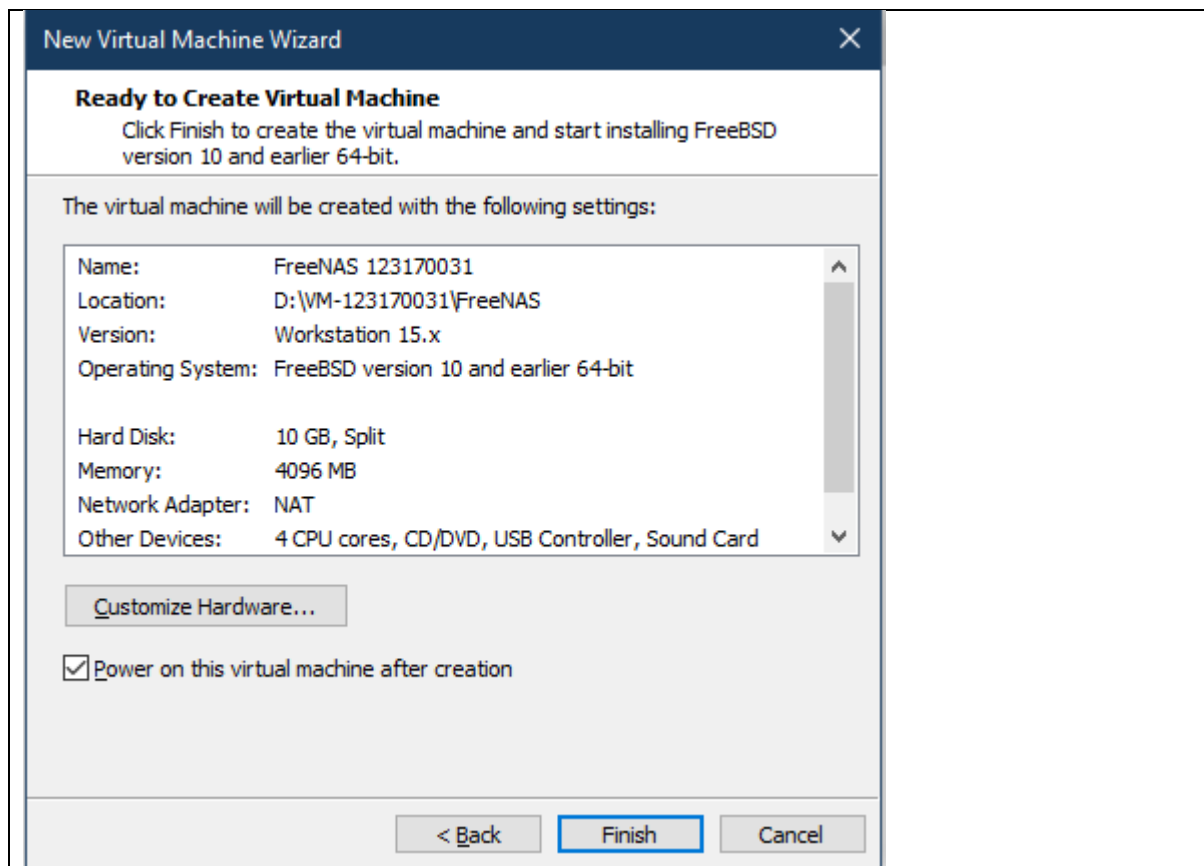 New Virtual Machine Wizard
Ready to Create Virtual Machine
Click Finish to create the virtual machine and start installing FreeBSD
version 10 and earlier 64-bit.
The virtual machine will be created with the following settings:
Name: FreeNAS 123170031
Location: D:\VM-123170031\FreeNAS
Version: Workstation 15.x
Operating System: FreeBSD version 10 and earlier 64-bit
Hard Disk: 10 GB, Split
Memory: 4096 MB
Network Adapter: NAT
Other Devices: 4 CPU cores, CD/DVD, USB Controller, Sound Card
Customize Hardware...
Power on this virtual machine after creation
< Back Finish Cancel